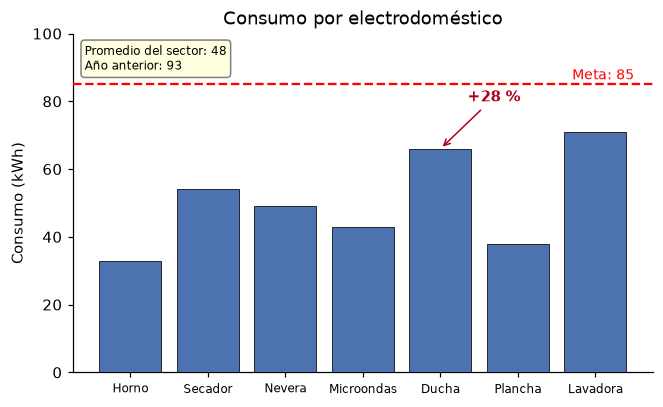 Consumo por electrodoméstico
Consumo (kWh)
100
80
60
40
20
0
Promedio del sector: 48
Año anterior: 93
Meta: 85
+28 %
Horno
Secador
Nevera
Microondas
Ducha
Plancha
Lavadora